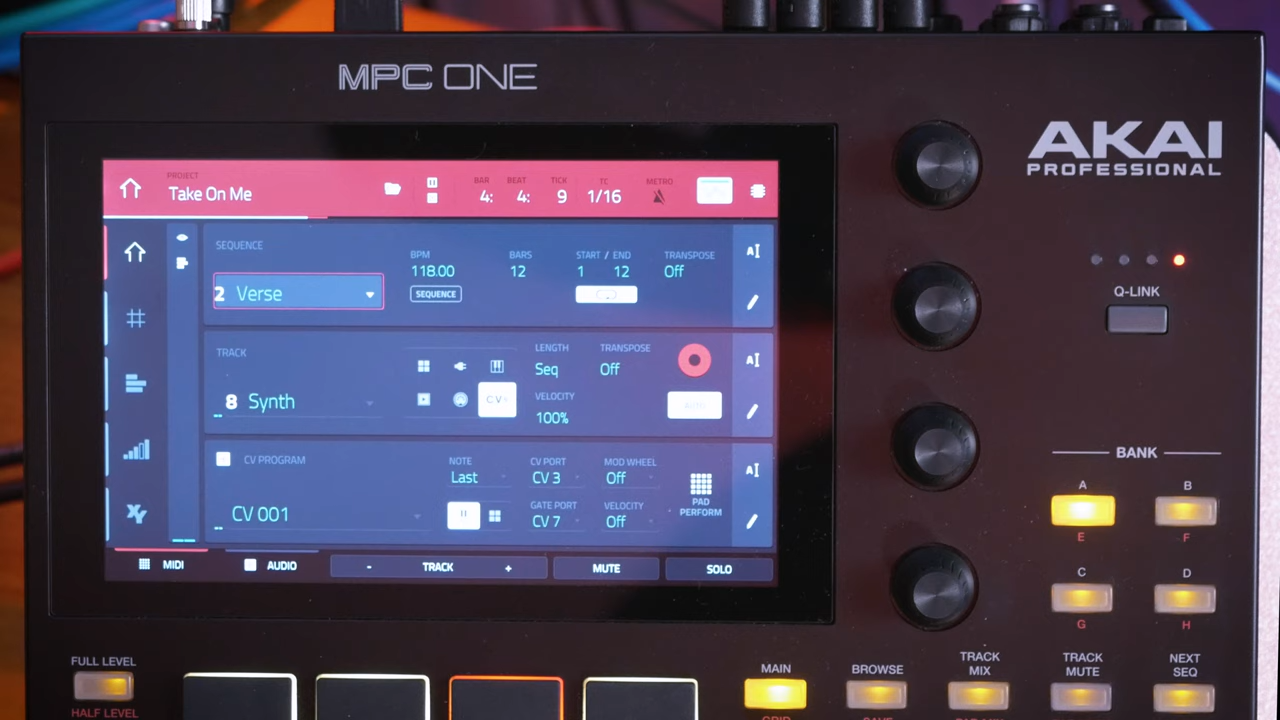 MPC ONE
AKAI
PROFESSIONAL
PROJECT
Take On Me
BAR BEAT TICK TC METRO
4: 4: 9 1/16
SEQUENCE
2 Verse
BPM
118.00
SEQUENCE
BARS
12
START / END
1 12
TRANSPOSE
Off
TRACK
8 Synth
CV
LENGTH
Seq
VELOCITY
100%
TRANSPOSE
Off
Auto
CV PROGRAM
CV 001
NOTE
Last
CV PORT
CV 3
MOD WHEEL
Off
GATE PORT
CV 7
VELOCITY
Off
PAD
PERFORM
A
A
A
XY
MIDI AUDIO - TRACK + MUTE SOLO
Q-LINK
BANK
A B
E F
C D
G H
FULL LEVEL
HALF LEVEL
MAIN
BROWSE
TRACK
MIX
TRACK
MUTE
NEXT
SEQ